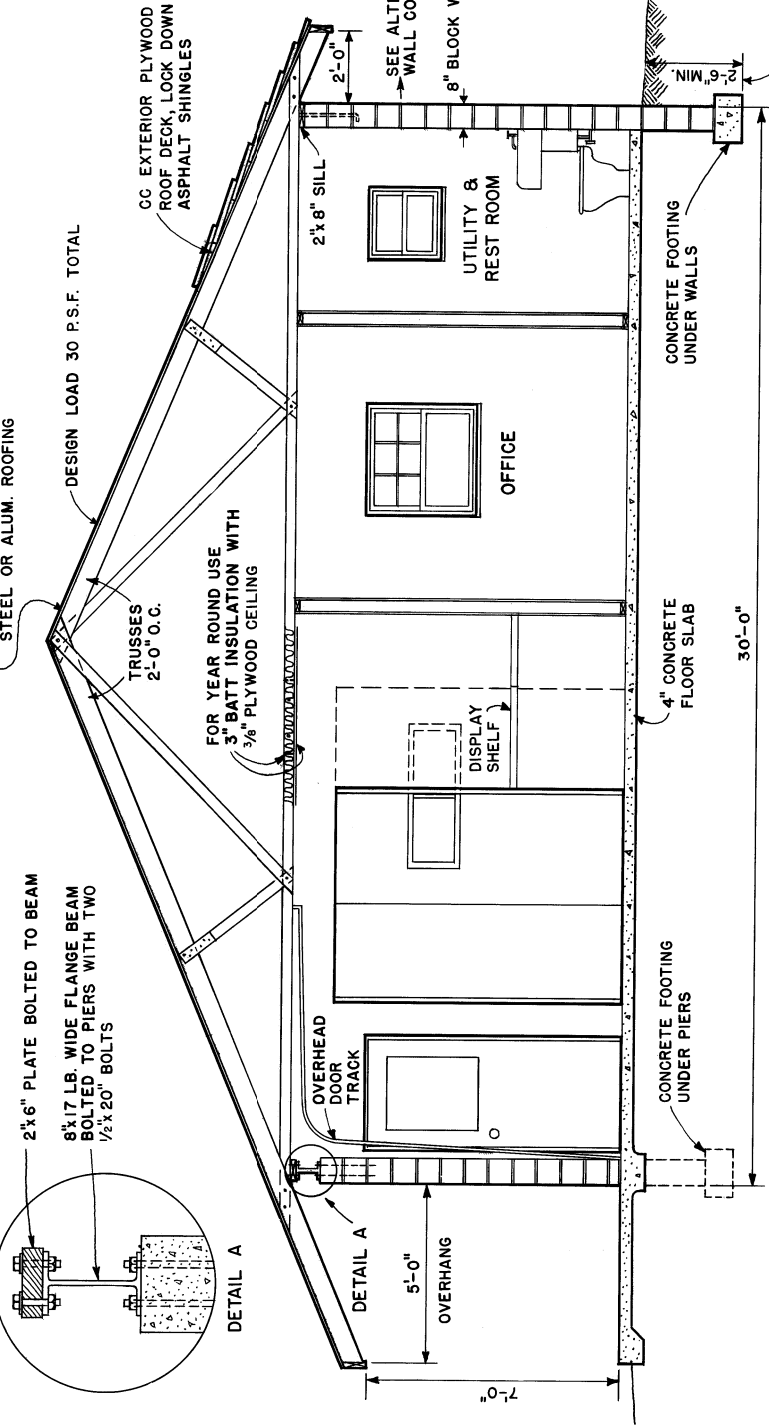 STEEL OR ALUM. ROOFING
DESIGN LOAD 30 P.S.F. TOTAL
CC EXTERIOR PLYWOOD
ROOF DECK, LOCK DOWN
ASPHALT SHINGLES
2"x6" PLATE BOLTED TO BEAM
8"x17 LB. WIDE FLANGE BEAM
BOLTED TO PIERS WITH TWO
1/2"x 20" BOLTS
DETAIL A
TRUSSES
2'-0" O.C.
FOR YEAR ROUND USE
3" BATT INSULATION WITH
3/8" PLYWOOD CEILING
2'-0"
SEE
WALL
8" BLOCK
2"x8" SILL
UTILITY &
REST ROOM
OFFICE
DISPLAY
SHELF
OVERHEAD
DOOR
TRACK
DETAIL A
5'-0"
OVERHANG
7'-0"
2'-6" MIN.
CONCRETE FOOTING
UNDER WALLS
4" CONCRETE
FLOOR SLAB
CONCRETE FOOTING
UNDER PIERS
30'-0"